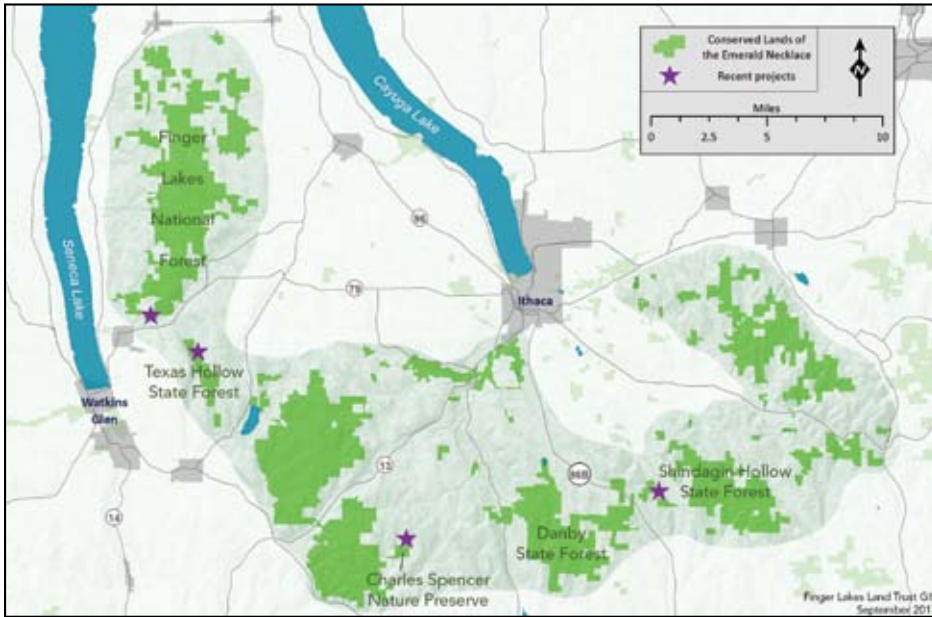 Conserved Lands of
the Emerald Necklace
Recent projects
N
Miles
0 2.5 5 10
Cayuga Lake
Seneca Lake
Finger
Lakes
National
Forest
96
79
Ithaca
Texas Hollow
State Forest
Watkins
Glen
13
96B
Shindagin Hollow
State Forest
14
Danby
State Forest
Charles Spencer
Nature Preserve
Finger Lakes Land Trust
September